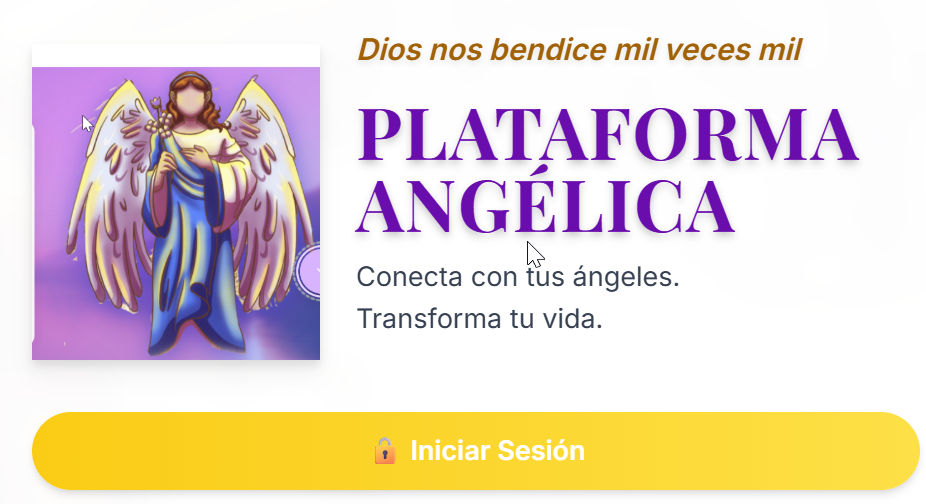 Dios nos bendice mil veces mil
PLATAFORMA
ANGÉLICA
Conecta con tus ángeles.
Transforma tu vida.
🔒 Iniciar Sesión